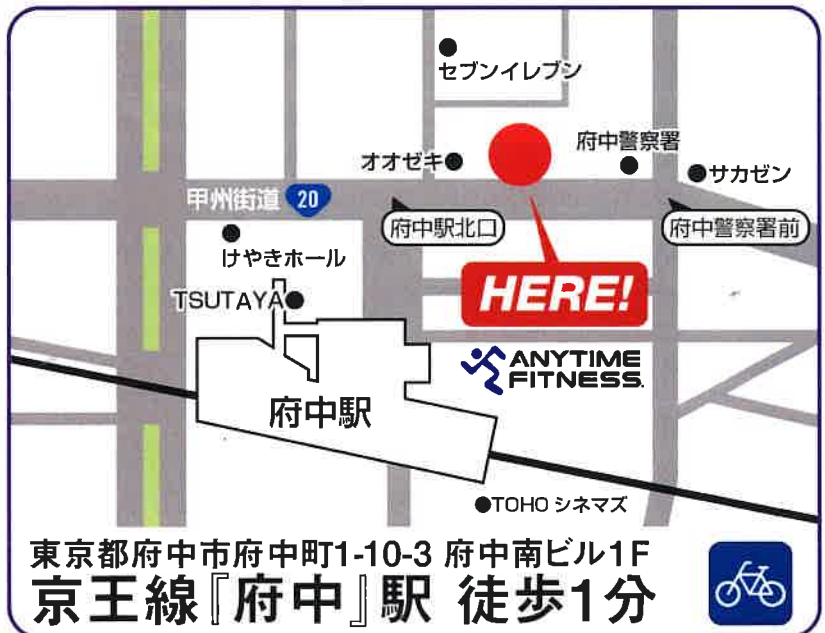 セブンイレブン
オオゼキ
府中警察署
サカゼン
甲州街道 20
府中駅北口
府中警察署前
けやきホール
HERE!
TSUTAYA
ANYTIME
FITNESS.
府中駅
TOHO シネマズ
東京都府中市府中町1-10-3 府中南ビル1F
京王線『府中』駅 徒歩1分